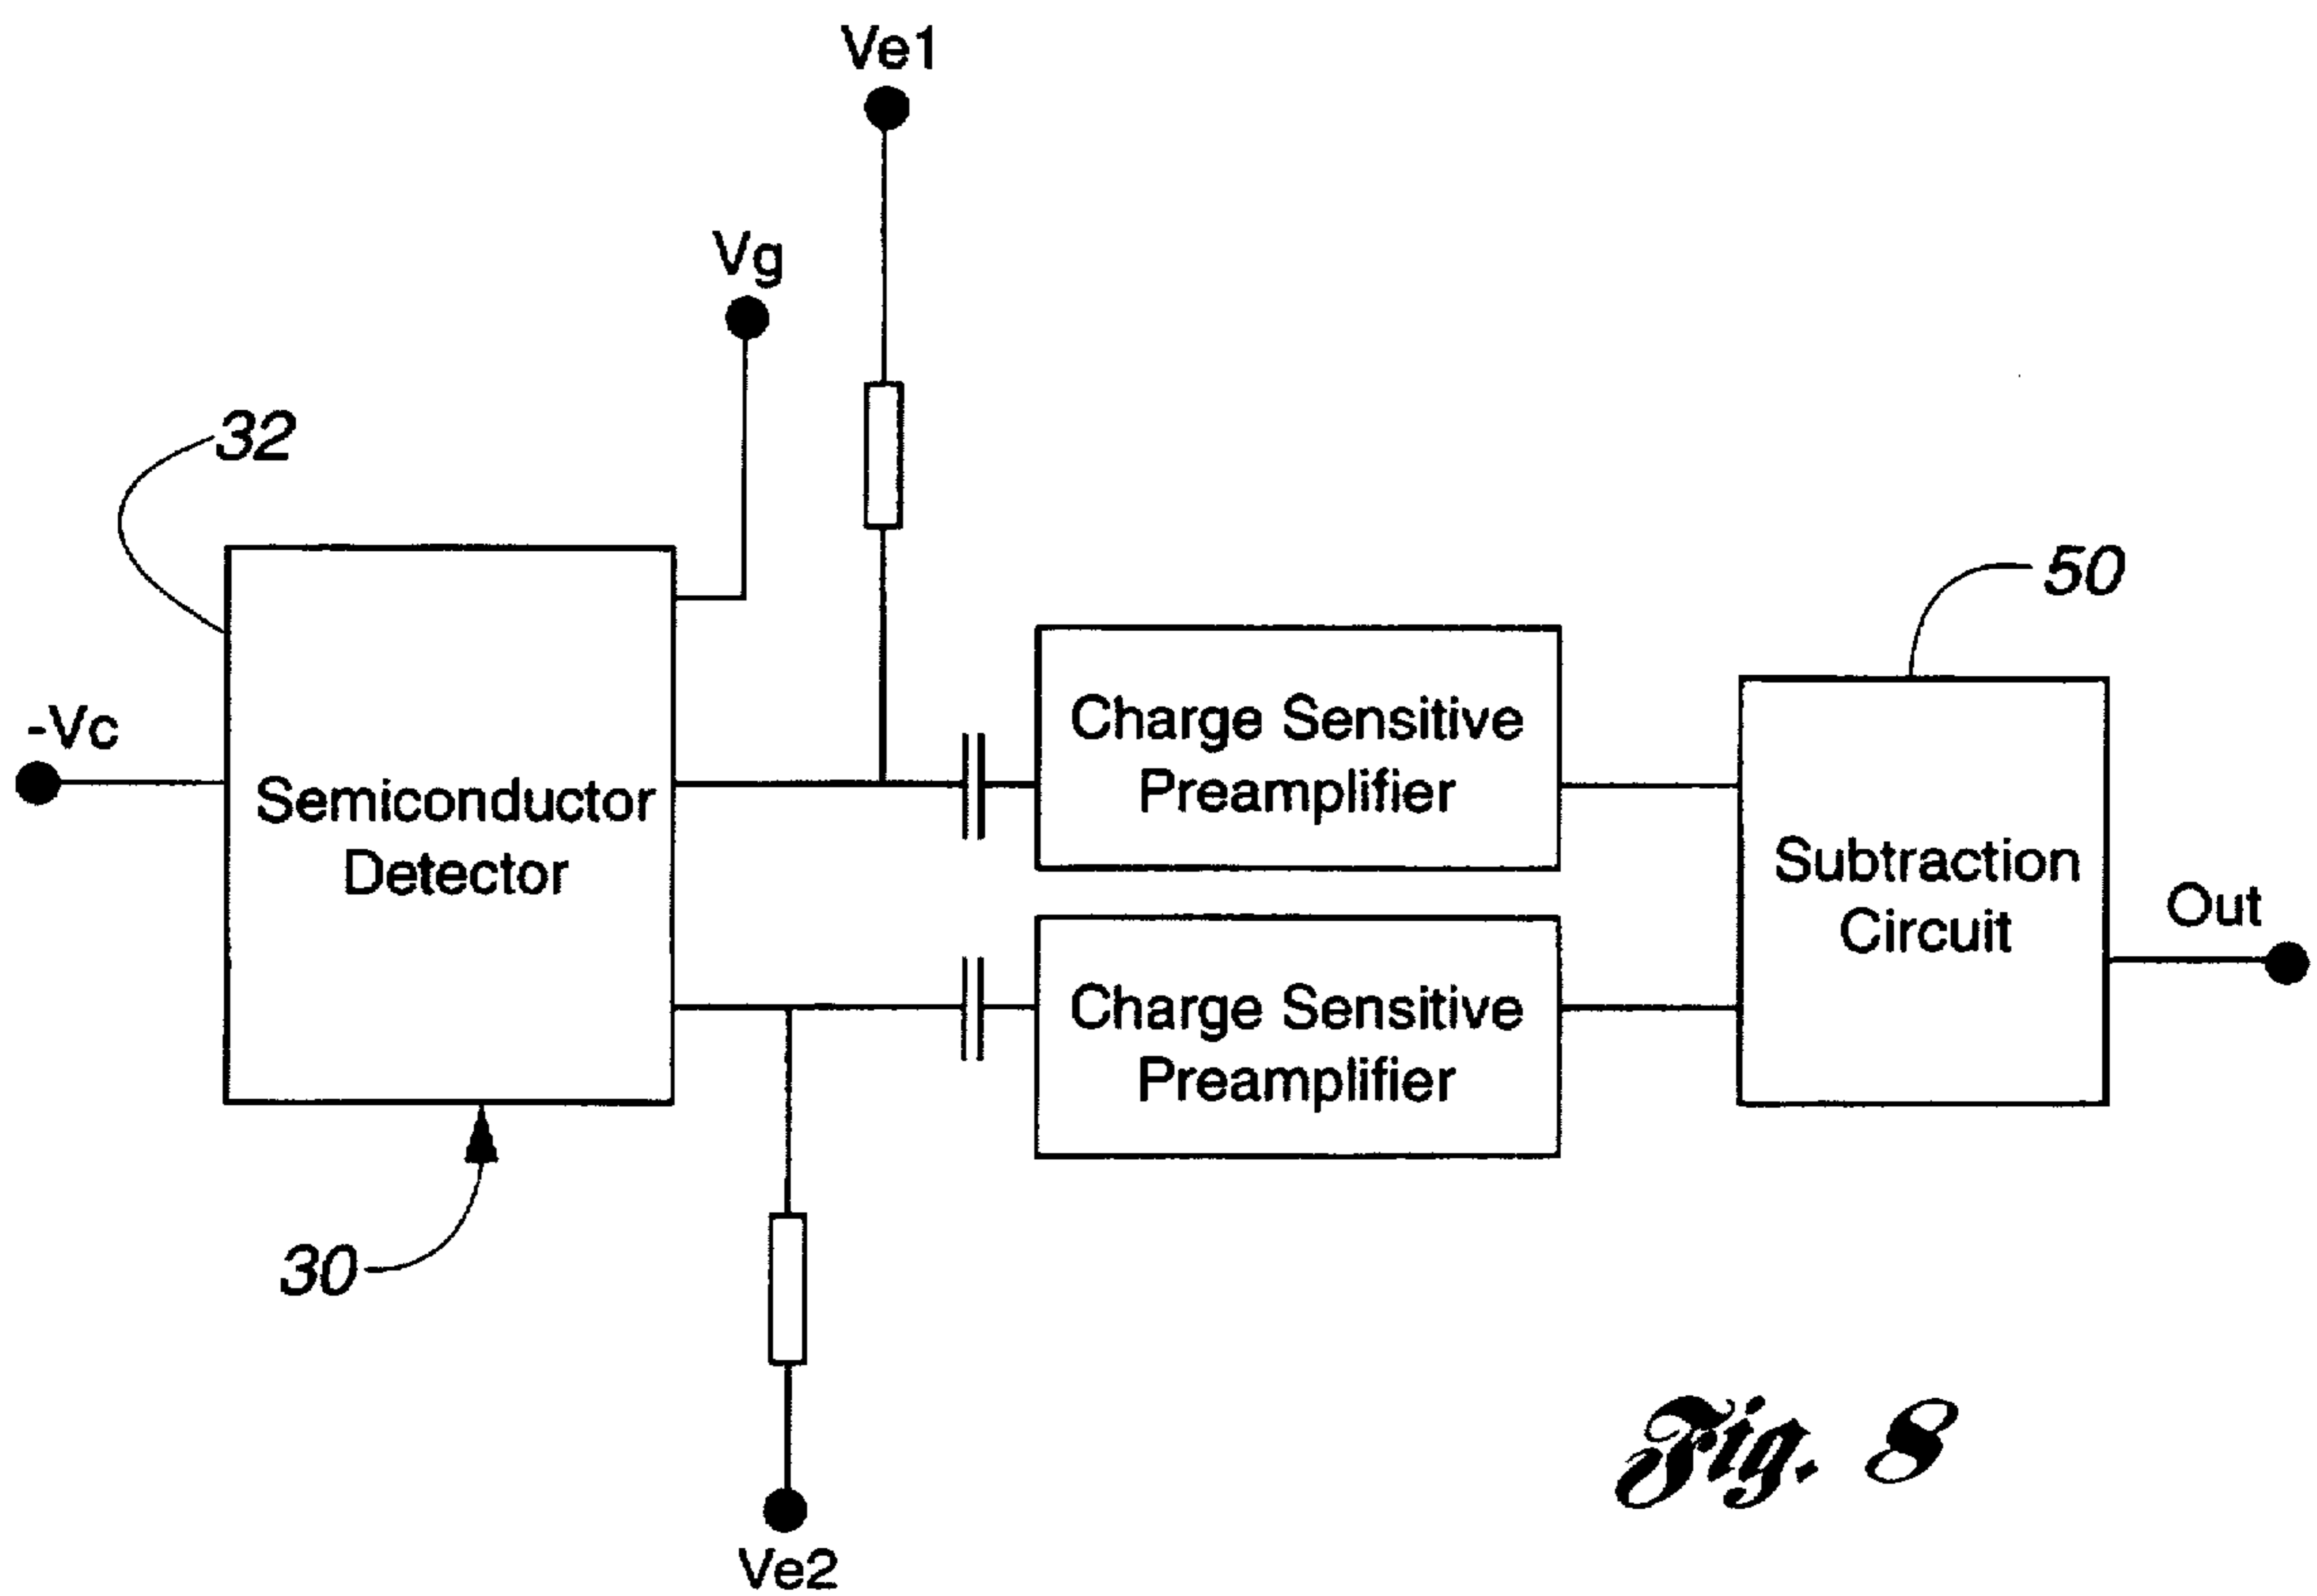 Ve1
Vg
32
50
-Vc
Semiconductor
Detector
Charge Sensitive
Preamplifier
Charge Sensitive
Preamplifier
Subtraction
Circuit
Out
30
Ve2
Fig. 8